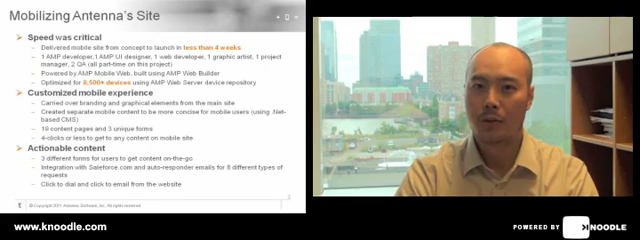 Mobilizing Antenna's Site
Speed was critical
– Delivered mobile site from concept to launch in less than 4 weeks
– 1 AMP developer,1 AMP UI designer, 1 web developer, 1 graphic artist, 1 project
manager, 2 QA (all part-time on this project)
– Powered by AMP Mobile Web, built using AMP Web Builder
– Optimized for 8,500+ devices using AMP Web Server device repository
Customized mobile experience
– Carried over branding and graphical elements from the main site
– Created separate mobile content to be more concise for mobile users (using .Net-
based CMS)
– 19 content pages and 3 unique forms
– 4-clicks or less to get to any content on mobile site
Actionable content
– 3 different forms for users to get content on-the-go
– Integration with Salesforce.com and auto-responder emails for 8 different types of
requests
– Click to dial and click to email from the website
© Copyright 2011 Antenna Software, Inc. All rights reserved.
www.knoodle.com
POWERED BY KNOODLE